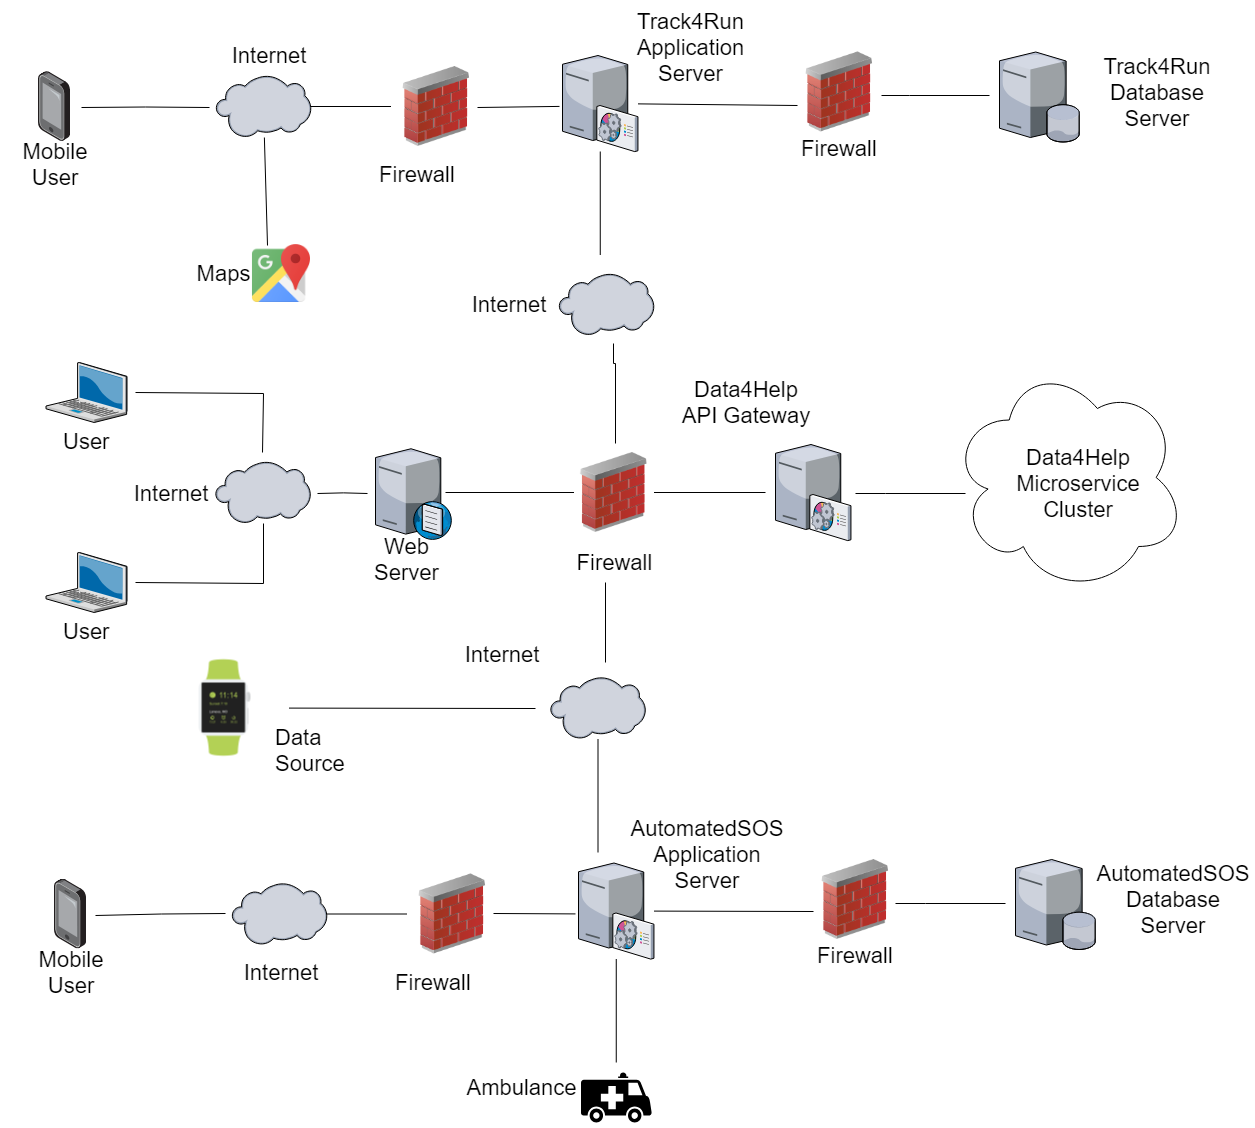 Track4Run
Application
Server
Internet
Track4Run
Database
Server
Mobile
User
Firewall
Firewall
Maps
G
Internet
Data4Help
API Gateway
User
Internet
Data4Help
Microservice
Cluster
Web
Server
Firewall
User
Internet
11:14
Data
Source
AutomatedSOS
Application
Server
AutomatedSOS
Database
Server
Mobile
User
Internet
Firewall
Firewall
Ambulance